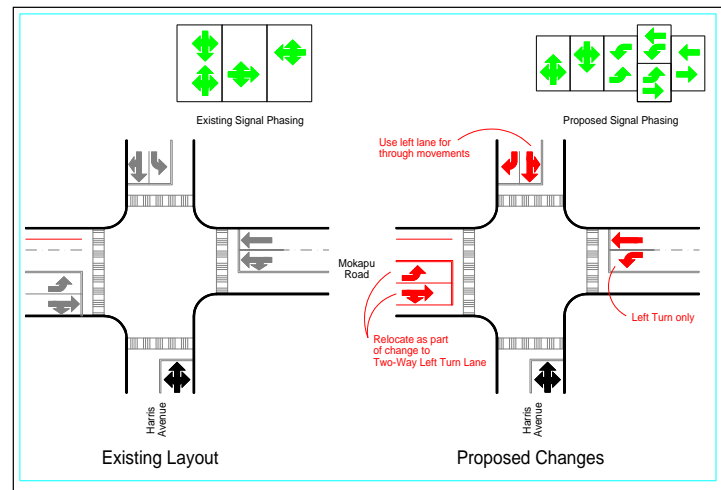 Existing Signal Phasing
Proposed Signal Phasing
Use left lane for
through movements
Mokapu
Road
Left Turn only
Relocate as part
of change to
Two-Way Left Turn Lane
Harris
Avenue
Harris
Avenue
Existing Layout
Proposed Changes